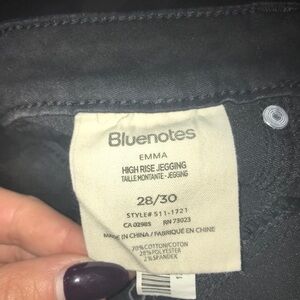 Bluenotes
EMMA
HIGH RISE JEGGING
TAILLE MONTANTE - JEGGING
28/30
STYLE# 511-1721
CA 02985 RN 73023
MADE IN CHINA / FABRIQUÉ EN CHINE
70% COTTON/COTON
28% POLYESTER
2% SPANDEX